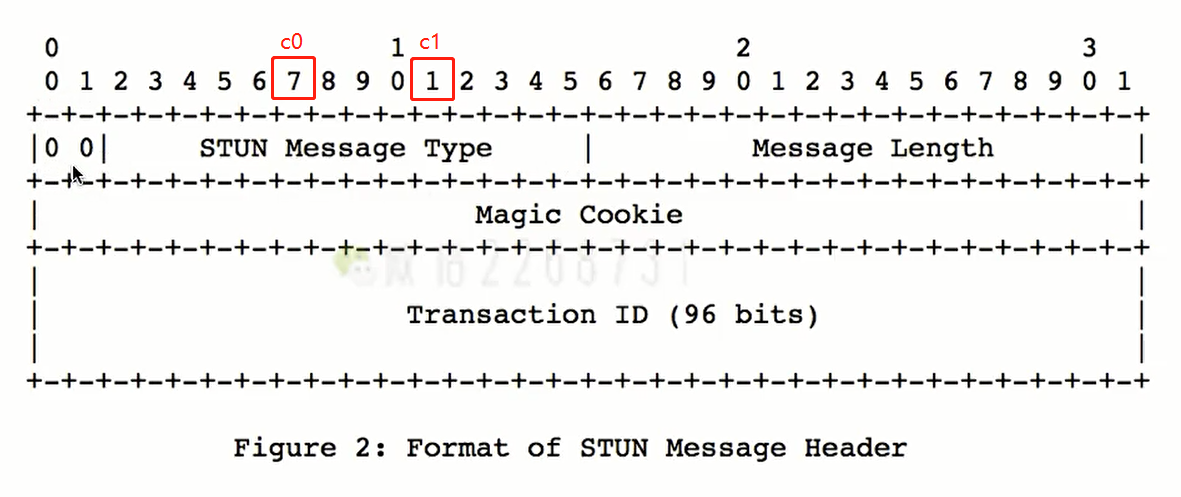 c0 c1
0 1 2 3
0 1 2 3 4 5 6 7 8 9 0 1 2 3 4 5 6 7 8 9 0 1 2 3 4 5 6 7 8 9 0 1
+-+-+-+-+-+-+-+-+-+-+-+-+-+-+-+-+-+-+-+-+-+-+-+-+-+-+-+-+-+-+-+-+
|0 0| STUN Message Type | Message Length |
+-+-+-+-+-+-+-+-+-+-+-+-+-+-+-+-+-+-+-+-+-+-+-+-+-+-+-+-+-+-+-+-+
| Magic Cookie |
+-+-+-+-+-+-+-+-+-+-+-+-+-+-+-+-+-+-+-+-+-+-+-+-+-+-+-+-+-+-+-+-+
| |
| Transaction ID (96 bits) |
| |
+-+-+-+-+-+-+-+-+-+-+-+-+-+-+-+-+-+-+-+-+-+-+-+-+-+-+-+-+-+-+-+-+
Figure 2: Format of STUN Message Header